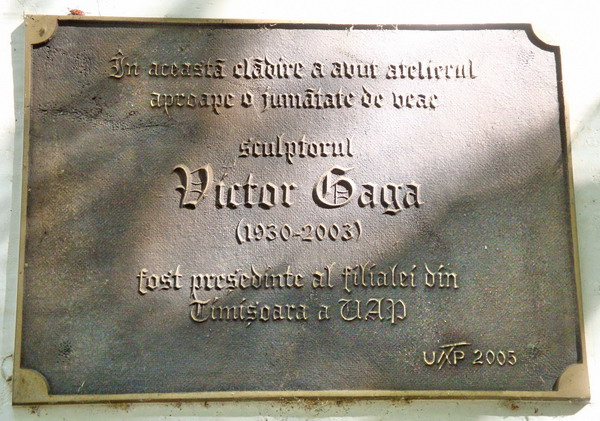 În această clădire a avut atelierul
aproape o jumătate de veac
sculptorul
Victor Gaga
(1930-2003)
fost președinte al filialei din
Timișoara a UAP
UAP 2005